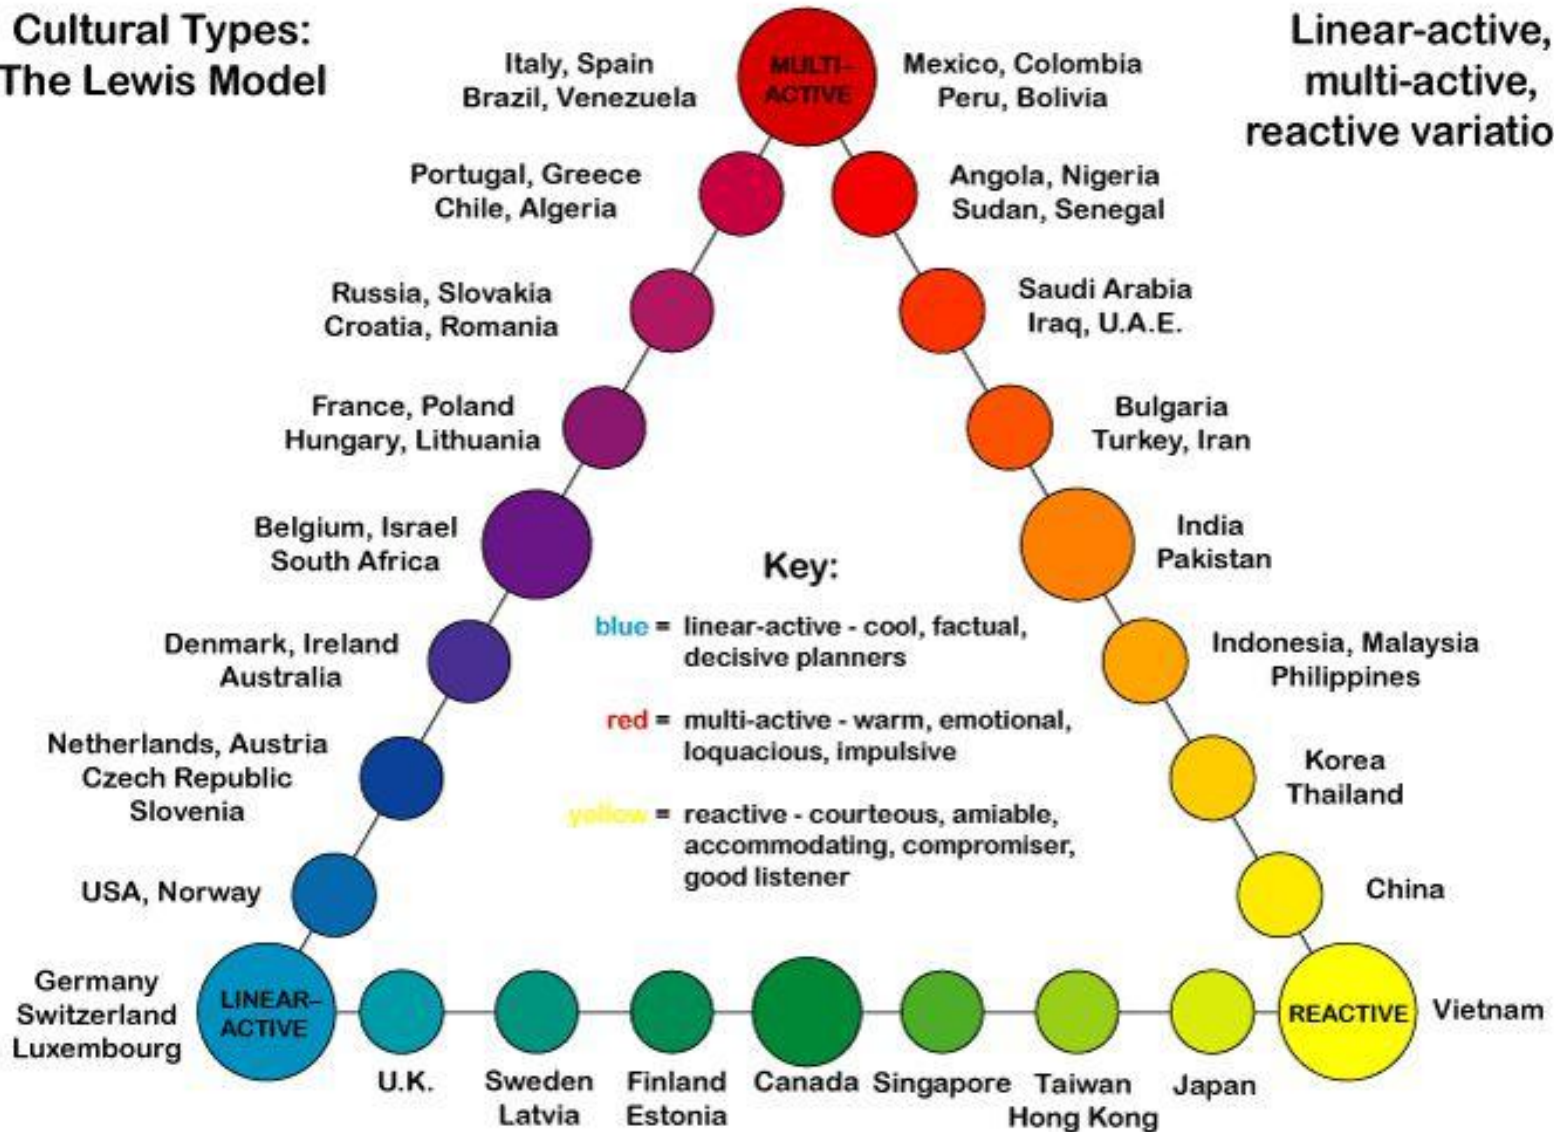 Cultural Types:
The Lewis Model
Linear-active,
multi-active,
reactive variatio
MULTI-
ACTIVE
Italy, Spain
Brazil, Venezuela
Mexico, Colombia
Peru, Bolivia
Portugal, Greece
Chile, Algeria
Angola, Nigeria
Sudan, Senegal
Russia, Slovakia
Croatia, Romania
Saudi Arabia
Iraq, U.A.E.
France, Poland
Hungary, Lithuania
Bulgaria
Turkey, Iran
Belgium, Israel
South Africa
India
Pakistan
Denmark, Ireland
Australia
Indonesia, Malaysia
Philippines
Netherlands, Austria
Czech Republic
Slovenia
Korea
Thailand
USA, Norway
China
Key:
blue = linear-active - cool, factual,
decisive planners
red = multi-active - warm, emotional,
loquacious, impulsive
yellow = reactive - courteous, amiable,
accommodating, compromiser,
good listener
Germany
Switzerland
Luxembourg
LINEAR-
ACTIVE
REACTIVE
Vietnam
U.K.
Sweden
Latvia
Finland
Estonia
Canada
Singapore
Taiwan
Hong Kong
Japan